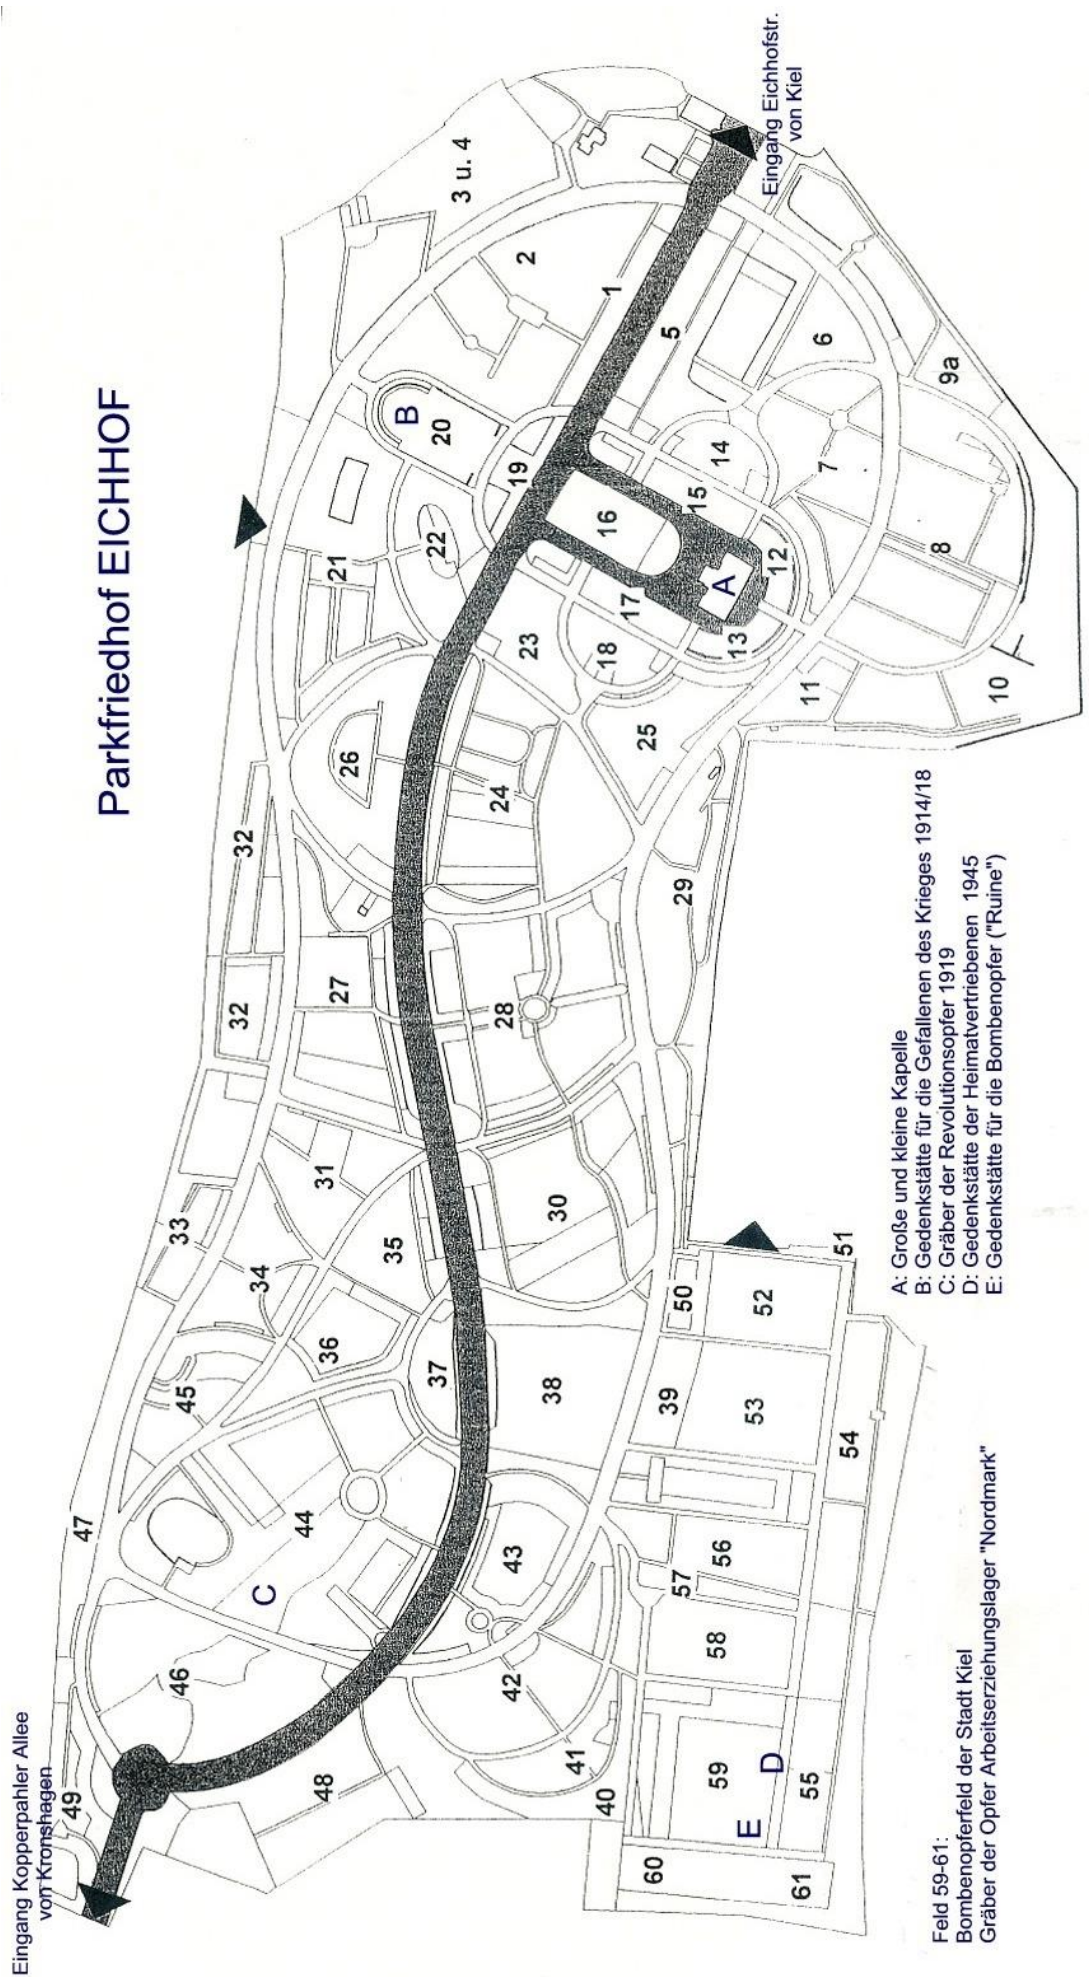 Parkfriedhof EICHHOF
Eingang Kopperpahler Allee
von Kronshagen
Eingang Eichhofstr.
von Kiel
49
46
47
C
44
45
34
33
36
31
35
37
48
42
43
38
30
41
40
32
32
27
26
21
22
B
20
19
2
3 u. 4
1
5
6
9a
7
8
14
15
16
12
A
13
17
18
23
24
25
11
10
28
29
50
52
51
39
53
54
56
57
58
59
D
E
55
60
61
A: Große und kleine Kapelle
B: Gedenkstätte für die Gefallenen des Krieges 1914/18
C: Gräber der Revolutionsopfer 1919
D: Gedenkstätte der Heimatvertriebenen 1945
E: Gedenkstätte für die Bombenopfer ("Ruine")
Feld 59-61:
Bombenopferfeld der Stadt Kiel
Gräber der Opfer Arbeitserziehungslager "Nordmark"